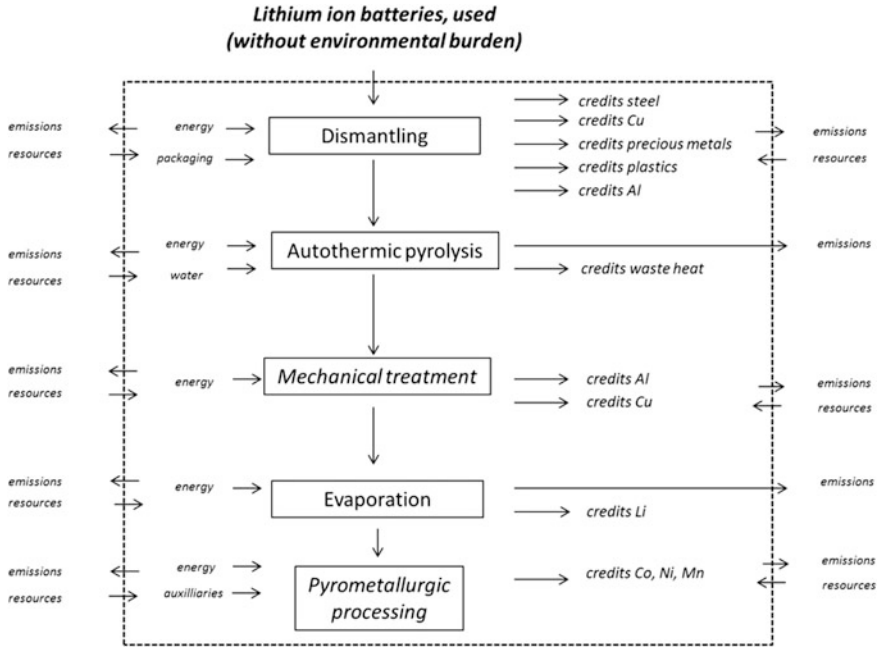 Lithium ion batteries, used
(without environmental burden)
credits steel
emissions
energy
credits Cu
Dismantling
emissions
credits precious metals
resources
packaging
resources
credits plastics
credits Al
energy
emissions
emissions
Autothermic pyrolysis
resources
water
credits waste heat
emissions
Mechanical treatment
credits Al
energy
emissions
resources
credits Cu
resources
emissions
energy
emissions
resources
Evaporation
credits Li
emissions
energy
emissions
credits Co, Ni, Mn
Pyrometallurgic
processing
resources
auxilliaries
resources